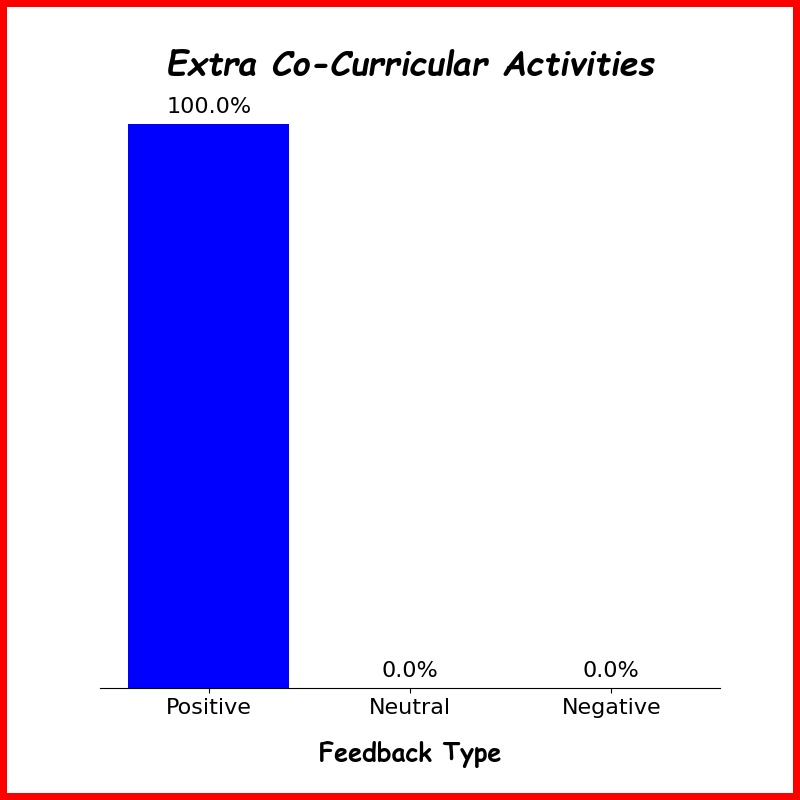 Extra Co-Curricular Activities
100.0%
0.0% 0.0%
Positive Neutral Negative
Feedback Type